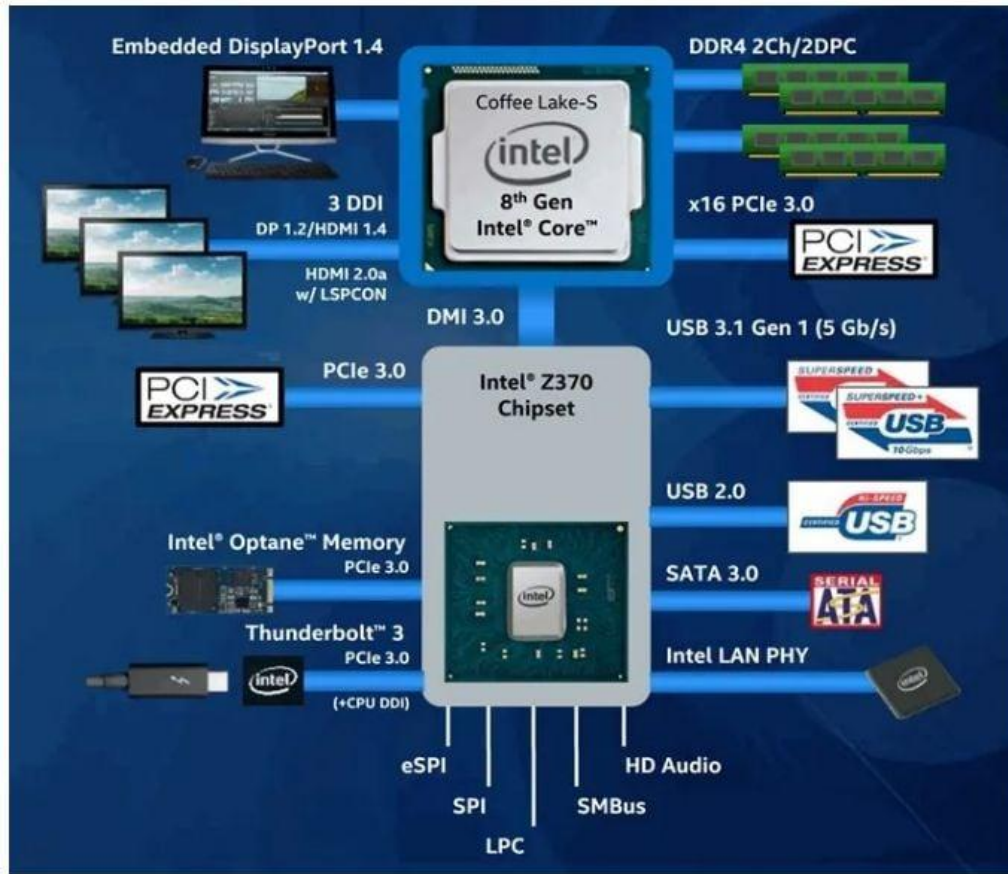 Embedded DisplayPort 1.4
DDR4 2Ch/2DPC
Coffee Lake-S
intel
8th Gen
Intel® Core™
3 DDI
DP 1.2/HDMI 1.4
HDMI 2.0a
w/ LSPCON
x16 PCIe 3.0
PCI
EXPRESS®
DMI 3.0
USB 3.1 Gen 1 (5 Gb/s)
PCIe 3.0
PCI
EXPRESS®
Intel® Z370
Chipset
SUPERSPEED
CERTIFIED
SUPERSPEED+
CERTIFIED USB
10Gbps
USB 2.0
HI-SPEED
CERTIFIED USB
Intel® Optane™ Memory
PCIe 3.0
intel
SATA 3.0
SERIAL
ATA
Thunderbolt™ 3
PCIe 3.0
(+CPU DDI)
intel
Intel LAN PHY
intel
eSPI
HD Audio
SPI
SMBus
LPC